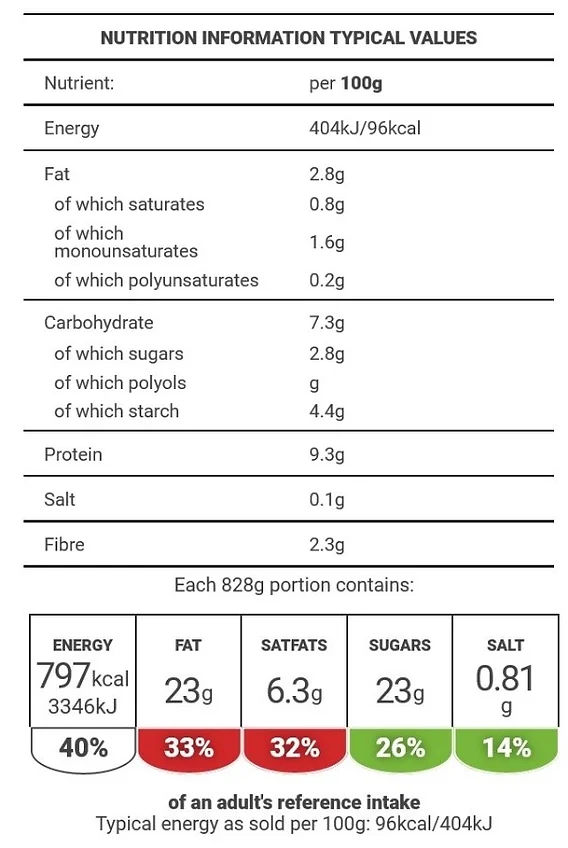 NUTRITION INFORMATION TYPICAL VALUES
Nutrient: per 100g
Energy 404kJ/96kcal
Fat 2.8g
of which saturates 0.8g
of which
monounsaturates 1.6g
of which polyunsaturates 0.2g
Carbohydrate 7.3g
of which sugars 2.8g
of which polyols g
of which starch 4.4g
Protein 9.3g
Salt 0.1g
Fibre 2.3g
Each 828g portion contains:
ENERGY FAT SATFATS SUGARS SALT
797kcal 23g 6.3g 23g 0.81
3346kJ g
40% 33% 32% 26% 14%
of an adult's reference intake
Typical energy as sold per 100g: 96kcal/404kJ